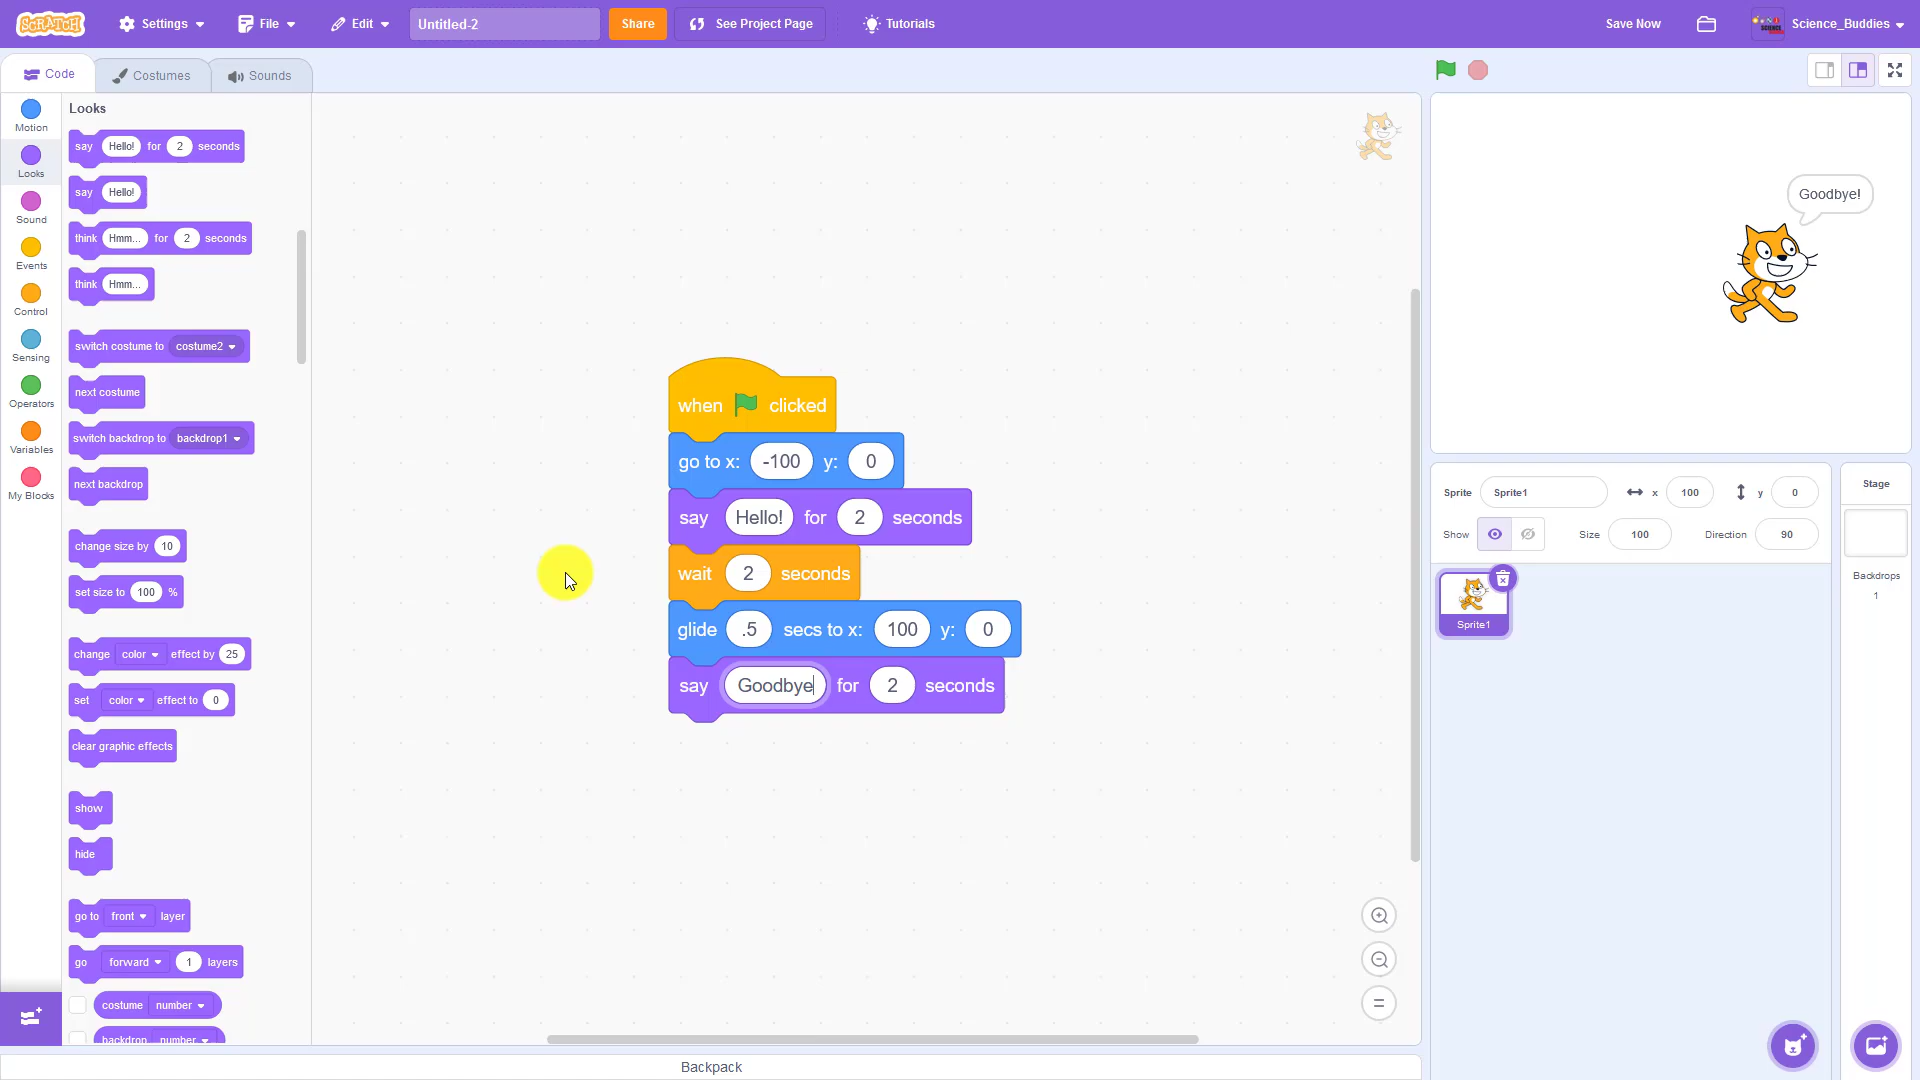 SCRATCH Settings File Edit Untitled-2 Share See Project Page Tutorials Save Now Science_Buddies
Code Costumes Sounds
Motion
Looks
Sound
Events
Control
Sensing
Operators
Variables
My Blocks
Looks
say Hello! for 2 seconds
say Hello!
think Hmm... for 2 seconds
think Hmm...
switch costume to costume2
next costume
switch backdrop to backdrop1
next backdrop
change size by 10
set size to 100 %
change color effect by 25
set color effect to 0
clear graphic effects
show
hide
go to front layer
go forward 1 layers
costume number
backdrop number
when clicked
go to x: -100 y: 0
say Hello! for 2 seconds
wait 2 seconds
glide .5 secs to x: 100 y: 0
say Goodbye for 2 seconds
Backpack
Goodbye!
Sprite Sprite1 x 100 y 0
Show Size 100 Direction 90
Sprite1
Stage
Backdrops
1